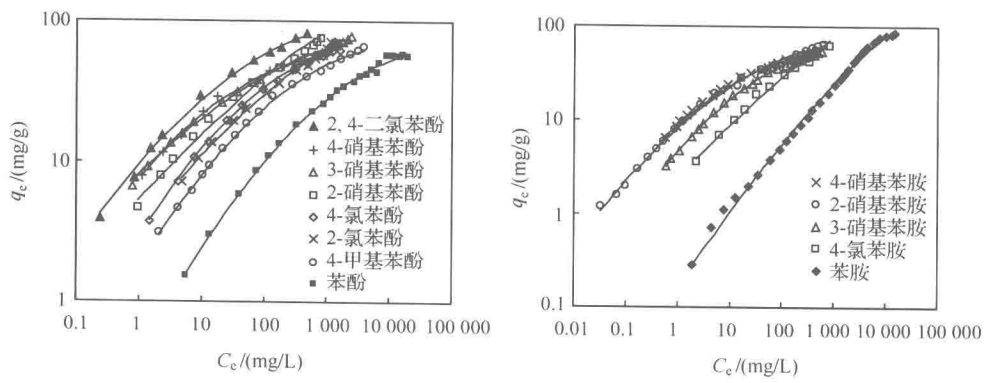 100
10
1
q_c/(mg/g)
2, 4-二氯苯酚
4-硝基苯酚
3-硝基苯酚
2-硝基苯酚
4-氯苯酚
2-氯苯酚
4-甲基苯酚
苯酚
0.1 1 10 100 1 000 10 000 100 000
C_e/(mg/L)
100
10
1
0.1
q_c/(mg/g)
4-硝基苯胺
2-硝基苯胺
3-硝基苯胺
4-氯苯胺
苯胺
0.01 0.1 1 10 100 1 000 10 000 100 000
C_e/(mg/L)